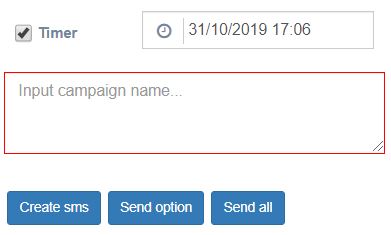 Timer 31/10/2019 17:06
Input campaign name...
Create sms Send option Send all